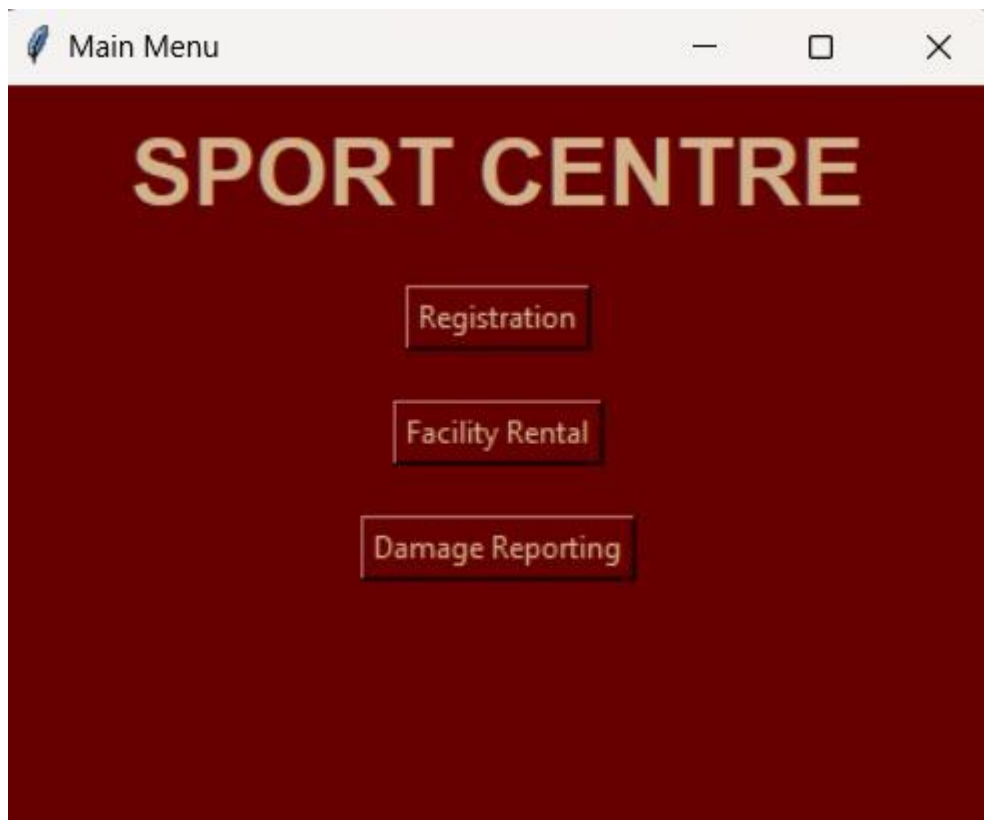 Main Menu
SPORT CENTRE
Registration
Facility Rental
Damage Reporting